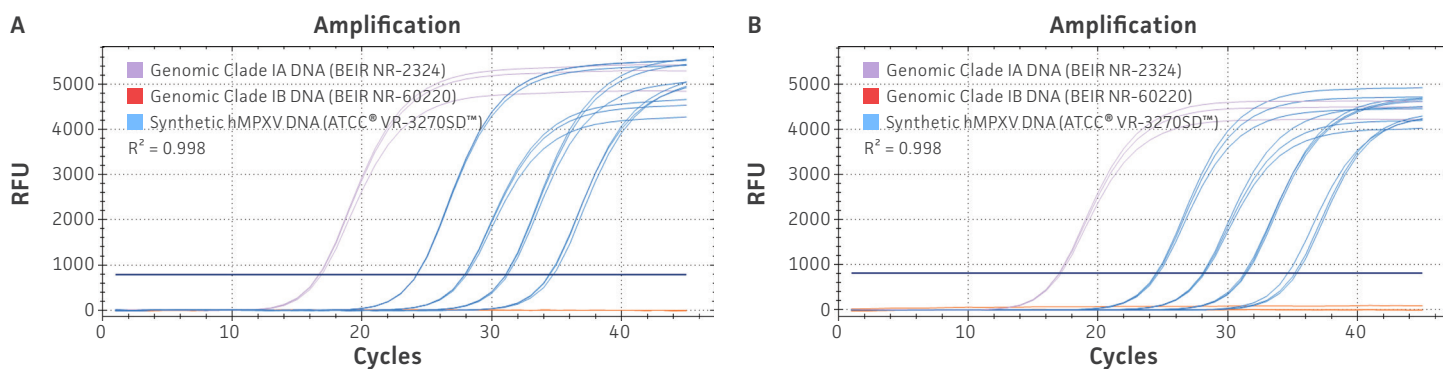 A
Amplification
RFU
5000
4000
3000
2000
1000
0
Genomic Clade IA DNA (BEIR NR-2324)
Genomic Clade IB DNA (BEIR NR-60220)
Synthetic hMPXV DNA (ATCC® VR-3270SD™)
R² = 0.998
0 10 20 30 40
Cycles
B
Amplification
RFU
5000
4000
3000
2000
1000
0
Genomic Clade IA DNA (BEIR NR-2324)
Genomic Clade IB DNA (BEIR NR-60220)
Synthetic hMPXV DNA (ATCC® VR-3270SD™)
R² = 0.998
0 10 20 30 40
Cycles